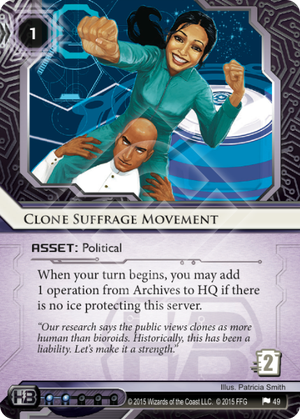 1
CLONE SUFFRAGE MOVEMENT
ASSET: Political
When your turn begins, you may add
1 operation from Archives to HQ if there
is no ice protecting this server.
"Our research says the public views clones as more
than human than bioroids. Historically, this has been a
liability. Let's make it a strength."
2
Illus. Patricia Smith
HB
© 2015 Wizards of the Coast LLC. © 2015 FFG
49